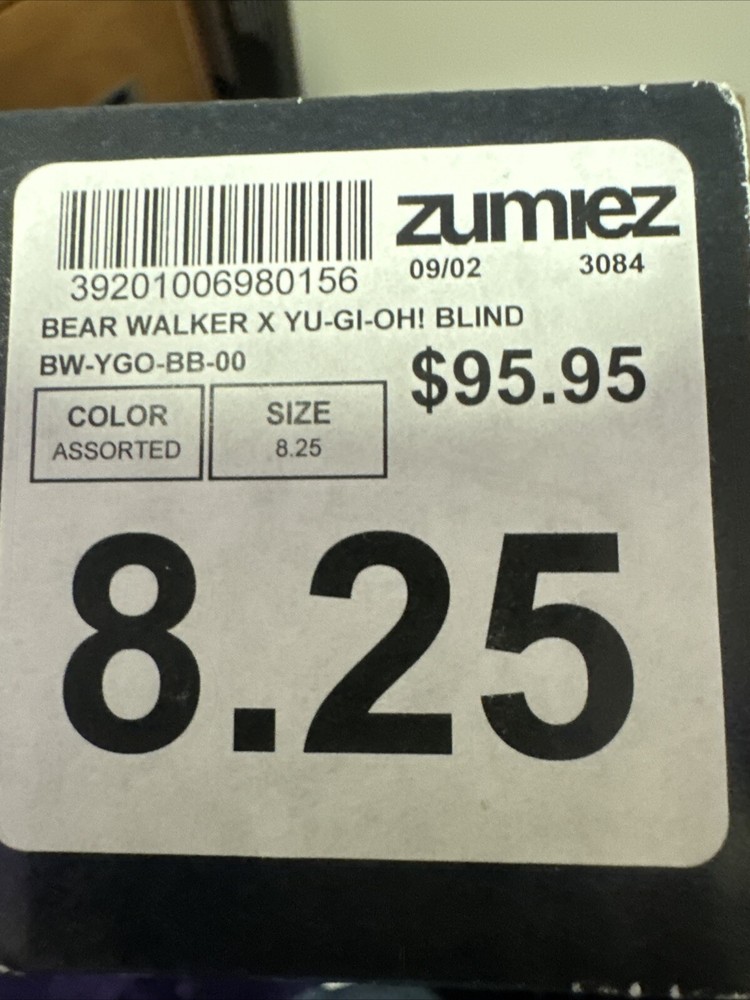 zumiez
39201006980156
09/02 3084
BEAR WALKER X YU-GI-OH! BLIND
BW-YGO-BB-00
$95.95
COLOR
ASSORTED
SIZE
8.25
8.25